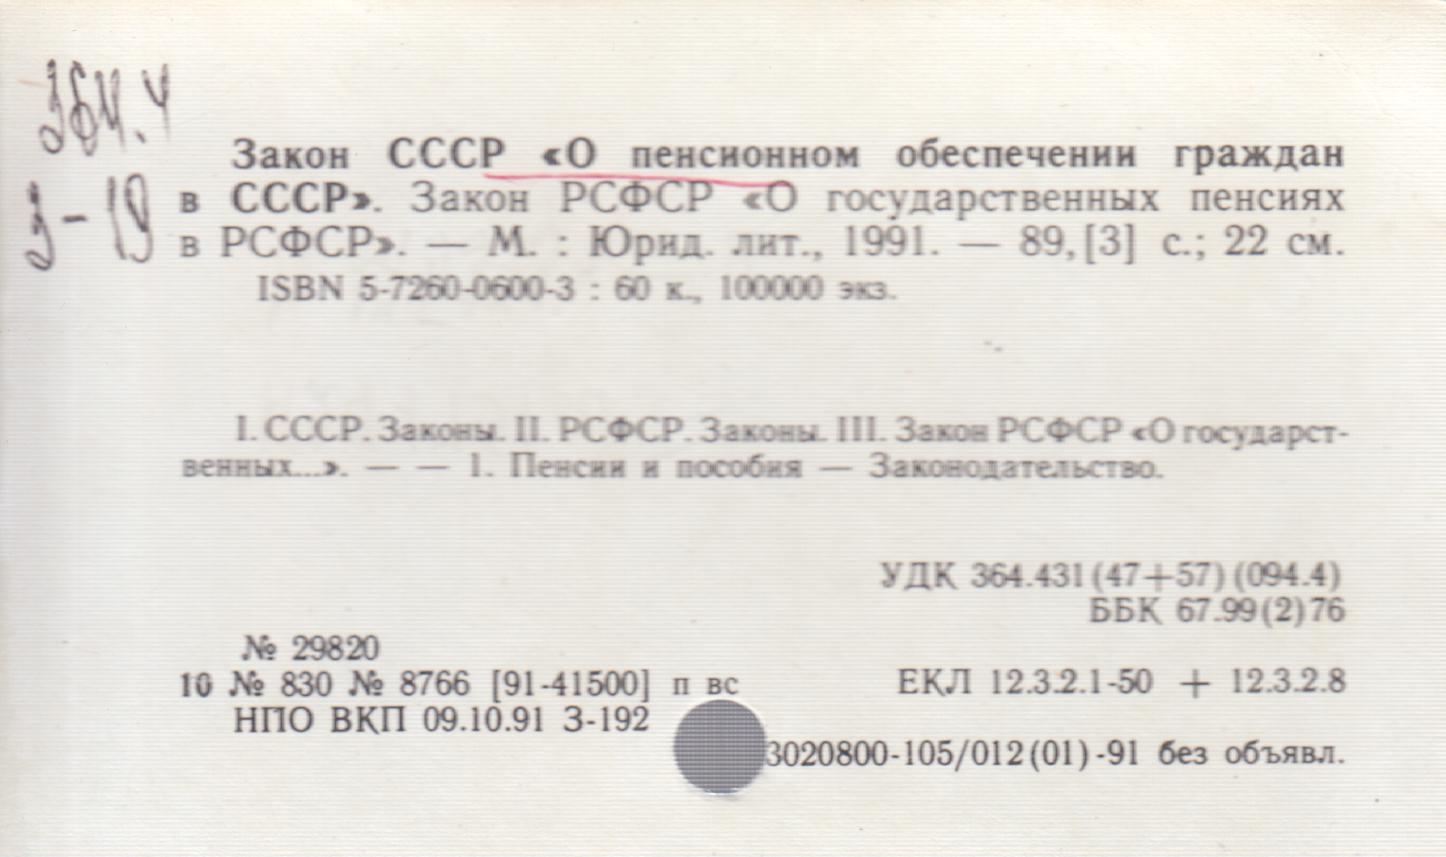 364.4
З-19
Закон СССР «О пенсионном обеспечении граждан
в СССР». Закон РСФСР «О государственных пенсиях
в РСФСР». — М. : Юрид. лит., 1991. — 89, [3] с.; 22 см.
ISBN 5-7260-0600-3 : 60 к., 100000 экз.
I. СССР. Законы. II. РСФСР. Законы. III. Закон РСФСР «О государст-
венных...». — — 1. Пенсии и пособия — Законодательство.
УДК 364.431(47+57)(094.4)
ББК 67.99(2)76
№ 29820
10 № 830 № 8766 [91-41500] п вс
ЕКЛ 12.3.2.1-50 + 12.3.2.8
НПО ВКП 09.10.91 З-192
3020800-105/012(01)-91 без объявл.